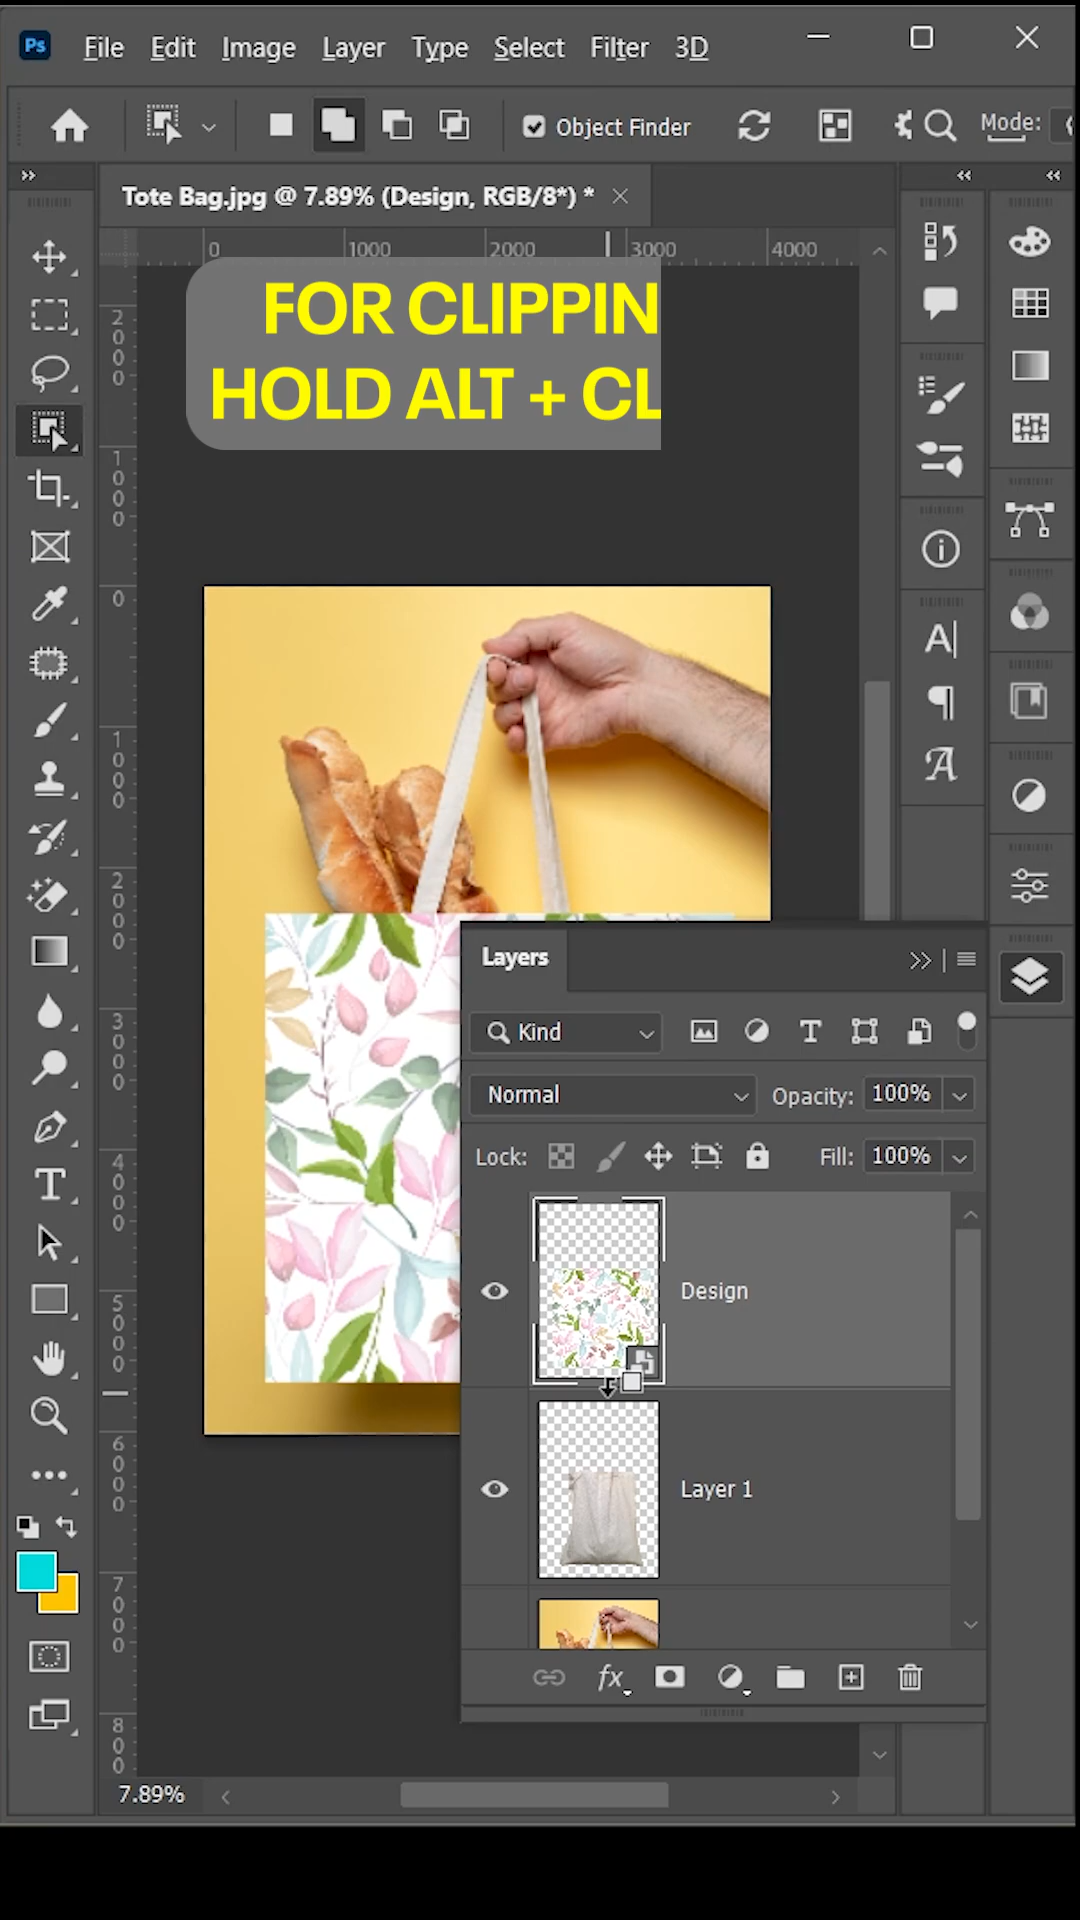 Ps File Edit Image Layer Type Select Filter 3D
Object Finder Mode:
Tote Bag.jpg @ 7.89% (Design, RGB/8*) *
0 1000 2000 3000 4000
FOR CLIPPIN
HOLD ALT + CL
2000
1000
0
1000
2000
3000
4000
5000
6000
7000
800
Layers
Kind
Normal Opacity: 100%
Lock: Fill: 100%
Design
Layer 1
fx
7.89%